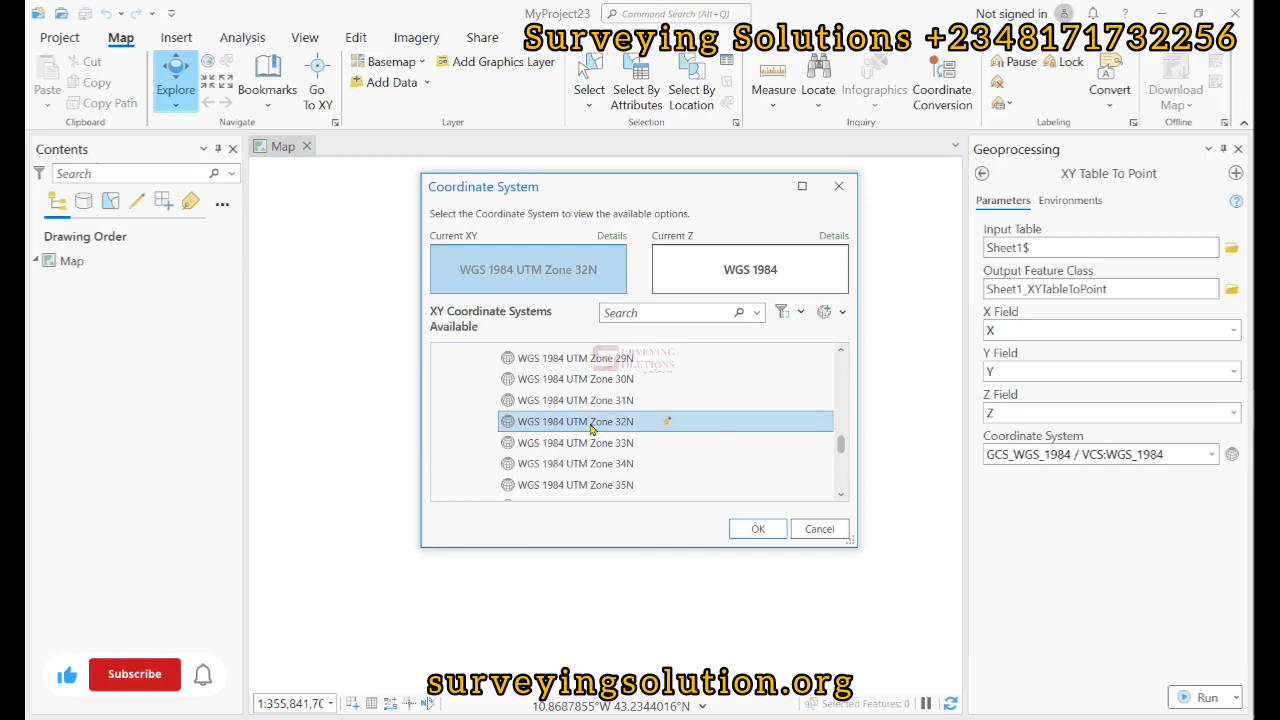 MyProject23
Command Search (Alt+Q)
Not signed in
?
Project
Map
Insert
Analysis
View
Edit
Imagery
Share
Surveying Solutions +2348171732256
Paste
Cut
Copy
Copy Path
Clipboard
Explore
Bookmarks
Go
To XY
Navigate
Basemap
Add Data
Add Graphics Layer
Layer
Select
Select By
Attributes
Select By
Location
Selection
Measure
Locate
Infographics
Coordinate
Conversion
Inquiry
Pause
Lock
Convert
Labeling
Download
Map
Offline
Contents
Search
Drawing Order
Map
Map
Coordinate System
Select the Coordinate System to view the available options.
Current XY
Details
WGS 1984 UTM Zone 32N
Current Z
Details
WGS 1984
XY Coordinate Systems
Available
Search
WGS 1984 UTM Zone 29N
WGS 1984 UTM Zone 30N
WGS 1984 UTM Zone 31N
WGS 1984 UTM Zone 32N
WGS 1984 UTM Zone 33N
WGS 1984 UTM Zone 34N
WGS 1984 UTM Zone 35N
SURVEYING
SOLUTIONS
OK
Cancel
Geoprocessing
XY Table To Point
Parameters
Environments
?
Input Table
Sheet1$
Output Feature Class
Sheet1_XYTableToPoint
X Field
X
Y Field
Y
Z Field
Z
Coordinate System
GCS_WGS_1984 / VCS:WGS_1984
Subscribe
surveyingsolution.org
1:355,841,7
10.8687855°W 43.2344016°N
Selected Features: 0
Run